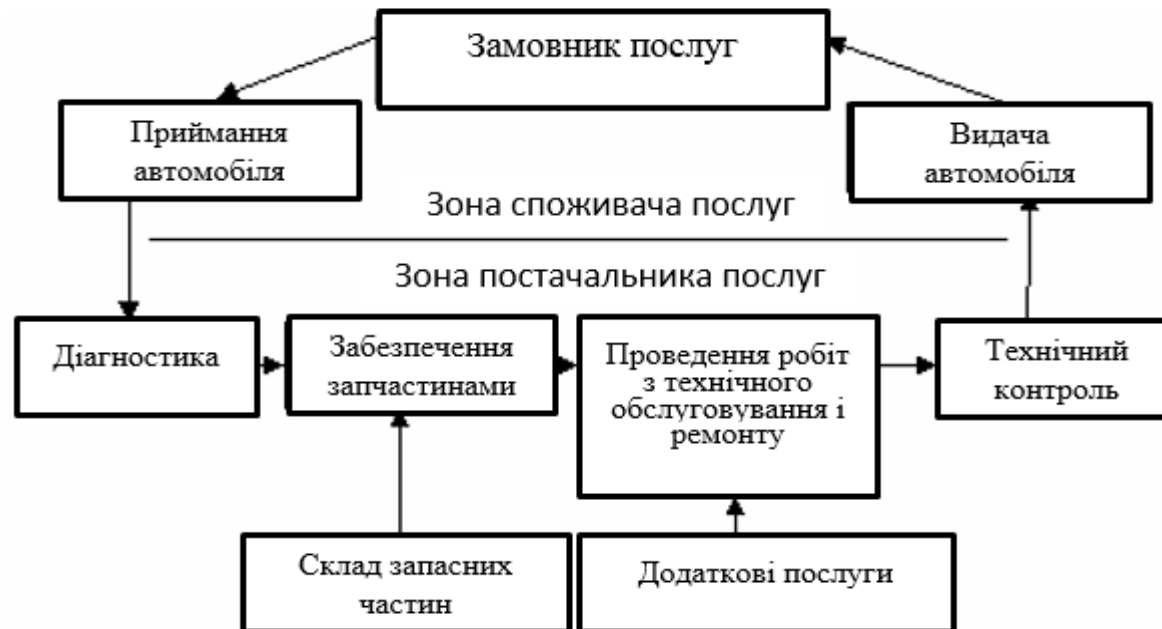 Замовник послуг
Приймання
автомобіля
Видача
автомобіля
Зона споживача послуг
Зона постачальника послуг
Діагностика
Забезпечення
запчастинами
Проведення робіт
з технічного
обслуговування і
ремонту
Технічний
контроль
Склад запасних
частин
Додаткові послуги